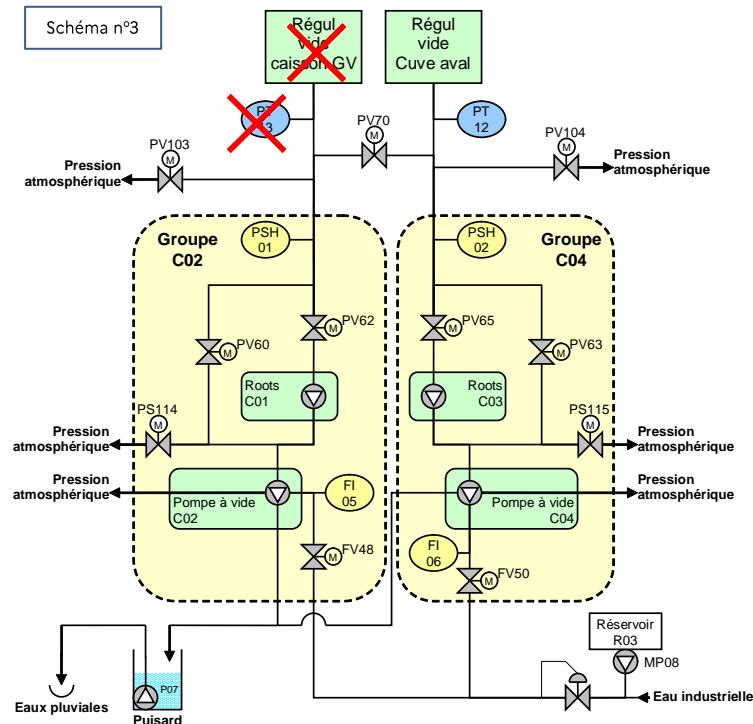 Schéma n°3
Régul
vide
caisson GV
Régul
vide
Cuve aval
PT
13
PT
12
PV70
PV103
M
M
PV104
M
Pression
atmosphérique
Pression
atmosphérique
Groupe
C02
PSH
01
PSH
02
Groupe
C04
PV62
M
PV65
M
PV60
M
PV63
M
Roots
C01
Roots
C03
PS114
M
PS115
M
Pression
atmosphérique
Pression
atmosphérique
Pression
atmosphérique
Pression
atmosphérique
Pompe à vide
C02
FI
05
Pompe à vide
C04
FI
06
FV48
M
FV50
M
Réservoir
R03
MP08
P07
Eaux pluviales
Puisard
Eau industrielle